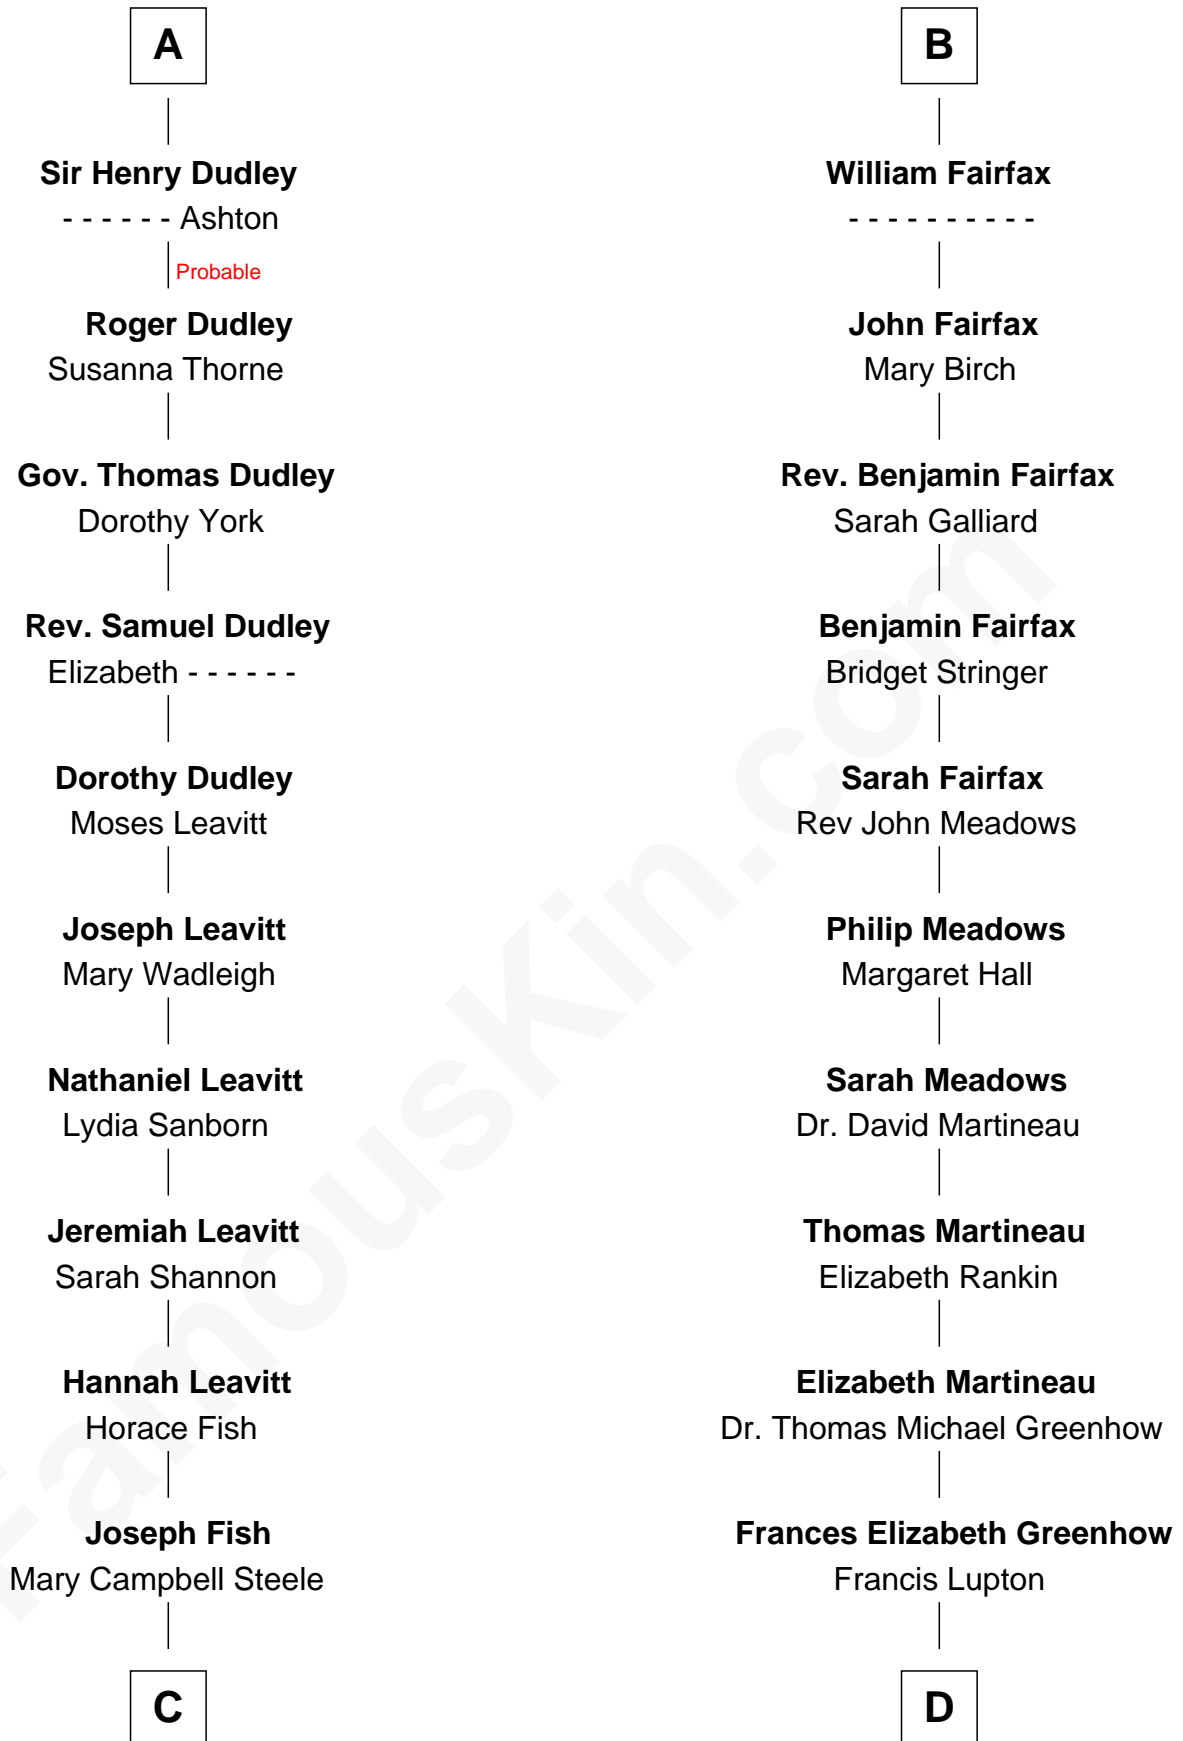 A
Sir Henry Dudley
- - - - - - Ashton
Probable
Roger Dudley
Susanna Thorne
Gov. Thomas Dudley
Dorothy York
Rev. Samuel Dudley
Elizabeth - - - - - -
Dorothy Dudley
Moses Leavitt
Joseph Leavitt
Mary Wadleigh
Nathaniel Leavitt
Lydia Sanborn
Jeremiah Leavitt
Sarah Shannon
Hannah Leavitt
Horace Fish
Joseph Fish
Mary Campbell Steele
C
B
William Fairfax
- - - - - - - - - -
John Fairfax
Mary Birch
Rev. Benjamin Fairfax
Sarah Galliard
Benjamin Fairfax
Bridget Stringer
Sarah Fairfax
Rev John Meadows
Philip Meadows
Margaret Hall
Sarah Meadows
Dr. David Martineau
Thomas Martineau
Elizabeth Rankin
Elizabeth Martineau
Dr. Thomas Michael Greenhow
Frances Elizabeth Greenhow
Francis Lupton
D
FamousKin.com